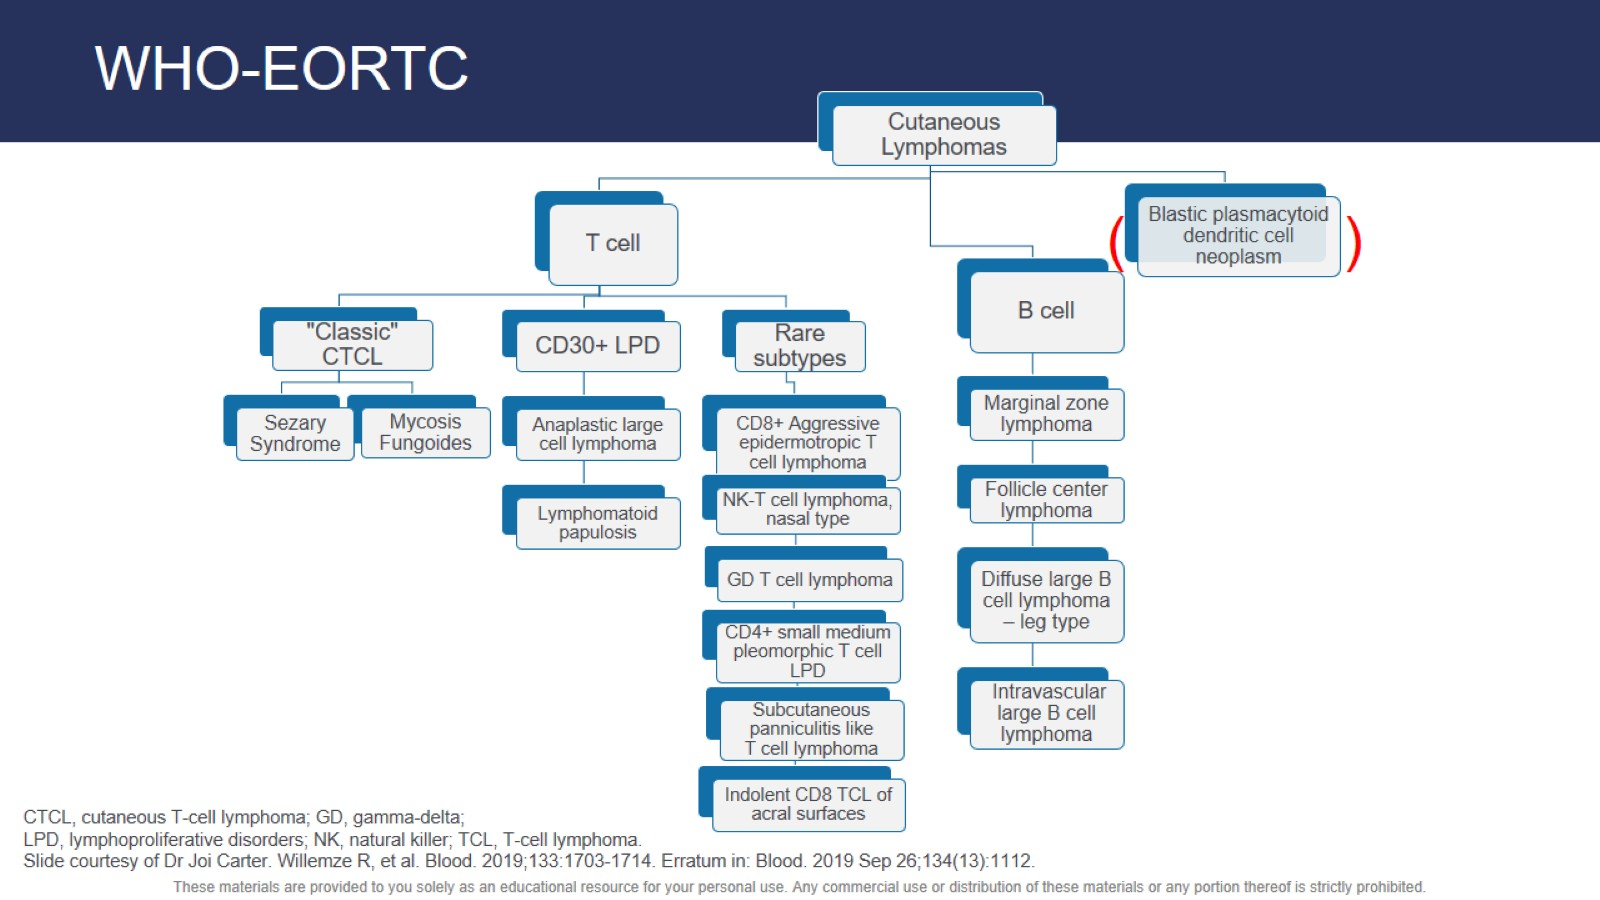 WHO-EORTC
Cutaneous
Lymphomas
T cell
Blastic plasmacytoid
dendritic cell
neoplasm
( )
B cell
"Classic"
CTCL
CD30+ LPD
Rare
subtypes
Sezary
Syndrome
Mycosis
Fungoides
Anaplastic large
cell lymphoma
Lymphomatoid
papulosis
CD8+ Aggressive
epidermotropic T
cell lymphoma
NK-T cell lymphoma,
nasal type
GD T cell lymphoma
CD4+ small medium
pleomorphic T cell
LPD
Subcutaneous
panniculitis like
T cell lymphoma
Indolent CD8 TCL of
acral surfaces
Marginal zone
lymphoma
Follicle center
lymphoma
Diffuse large B
cell lymphoma
– leg type
Intravascular
large B cell
lymphoma
CTCL, cutaneous T-cell lymphoma; GD, gamma-delta;
LPD, lymphoproliferative disorders; NK, natural killer; TCL, T-cell lymphoma.
Slide courtesy of Dr Joi Carter. Willemze R, et al. Blood. 2019;133:1703-1714. Erratum in: Blood. 2019 Sep 26;134(13):1112.
These materials are provided to you solely as an educational resource for your personal use. Any commercial use or distribution of these materials or any portion thereof is strictly prohibited.